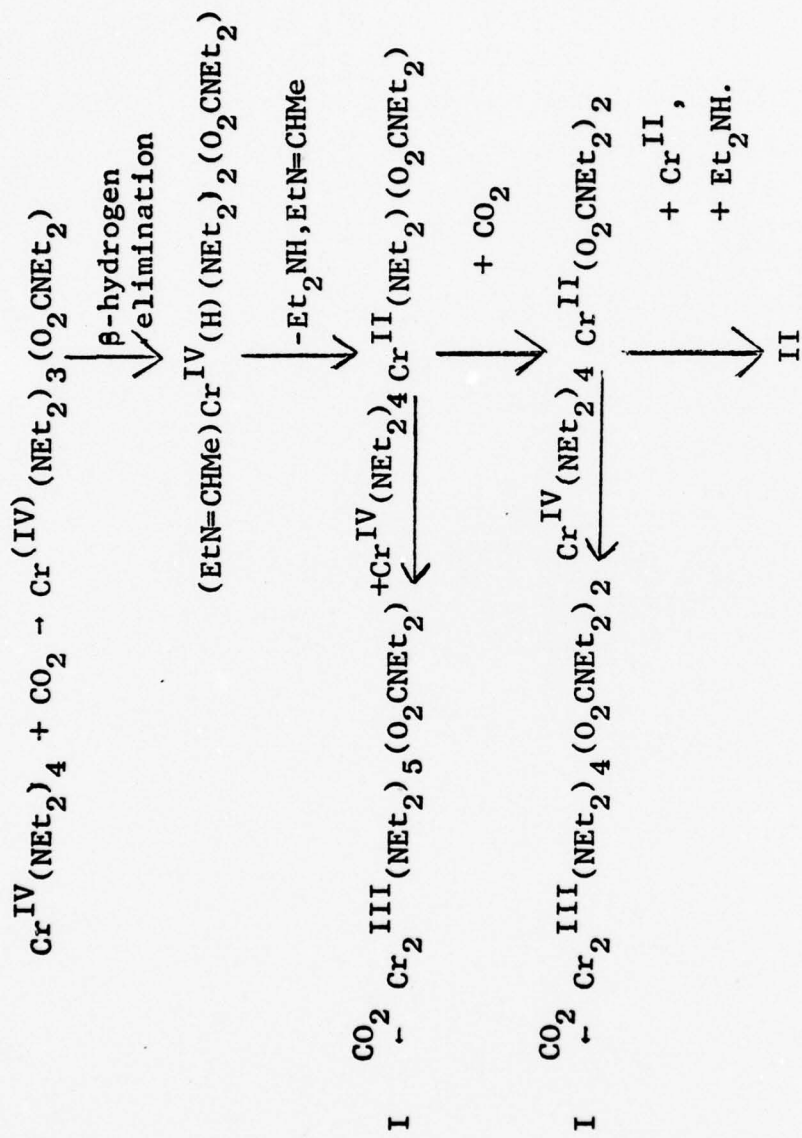 Cr^IV(NEt2)4 + CO2 → Cr^(IV)(NEt2)3(O2CNEt2)
β-hydrogen
elimination
(EtN=CHMe)Cr^IV(H)(NEt2)2(O2CNEt2)
-Et2NH,EtN=CHMe
I CO2 ← Cr2^III(NEt2)5(O2CNEt2) +Cr^IV(NEt2)4 Cr^II(NEt2)(O2CNEt2)
+ CO2
I CO2 ← Cr2^III(NEt2)4(O2CNEt2)2 Cr^IV(NEt2)4 Cr^II(O2CNEt2)2
+ Cr^II,
+ Et2NH.
II